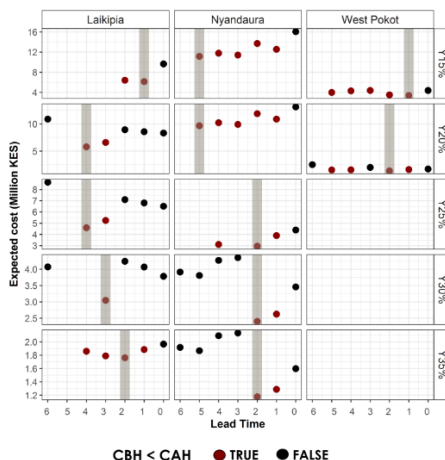 Laikipia Nyandaura West Pokot
16
12
8
4
Y15%
10
5
Y20%
8
7
6
5
4
3
Y25%
4.0
3.5
3.0
2.5
Y30%
2.0
1.8
1.6
1.4
1.2
Y35%
Expected cost (Million KES)
6 5 4 3 2 1 0 6 5 4 3 2 1 0 6 5 4 3 2 1 0
Lead Time
CBH < CAH TRUE FALSE